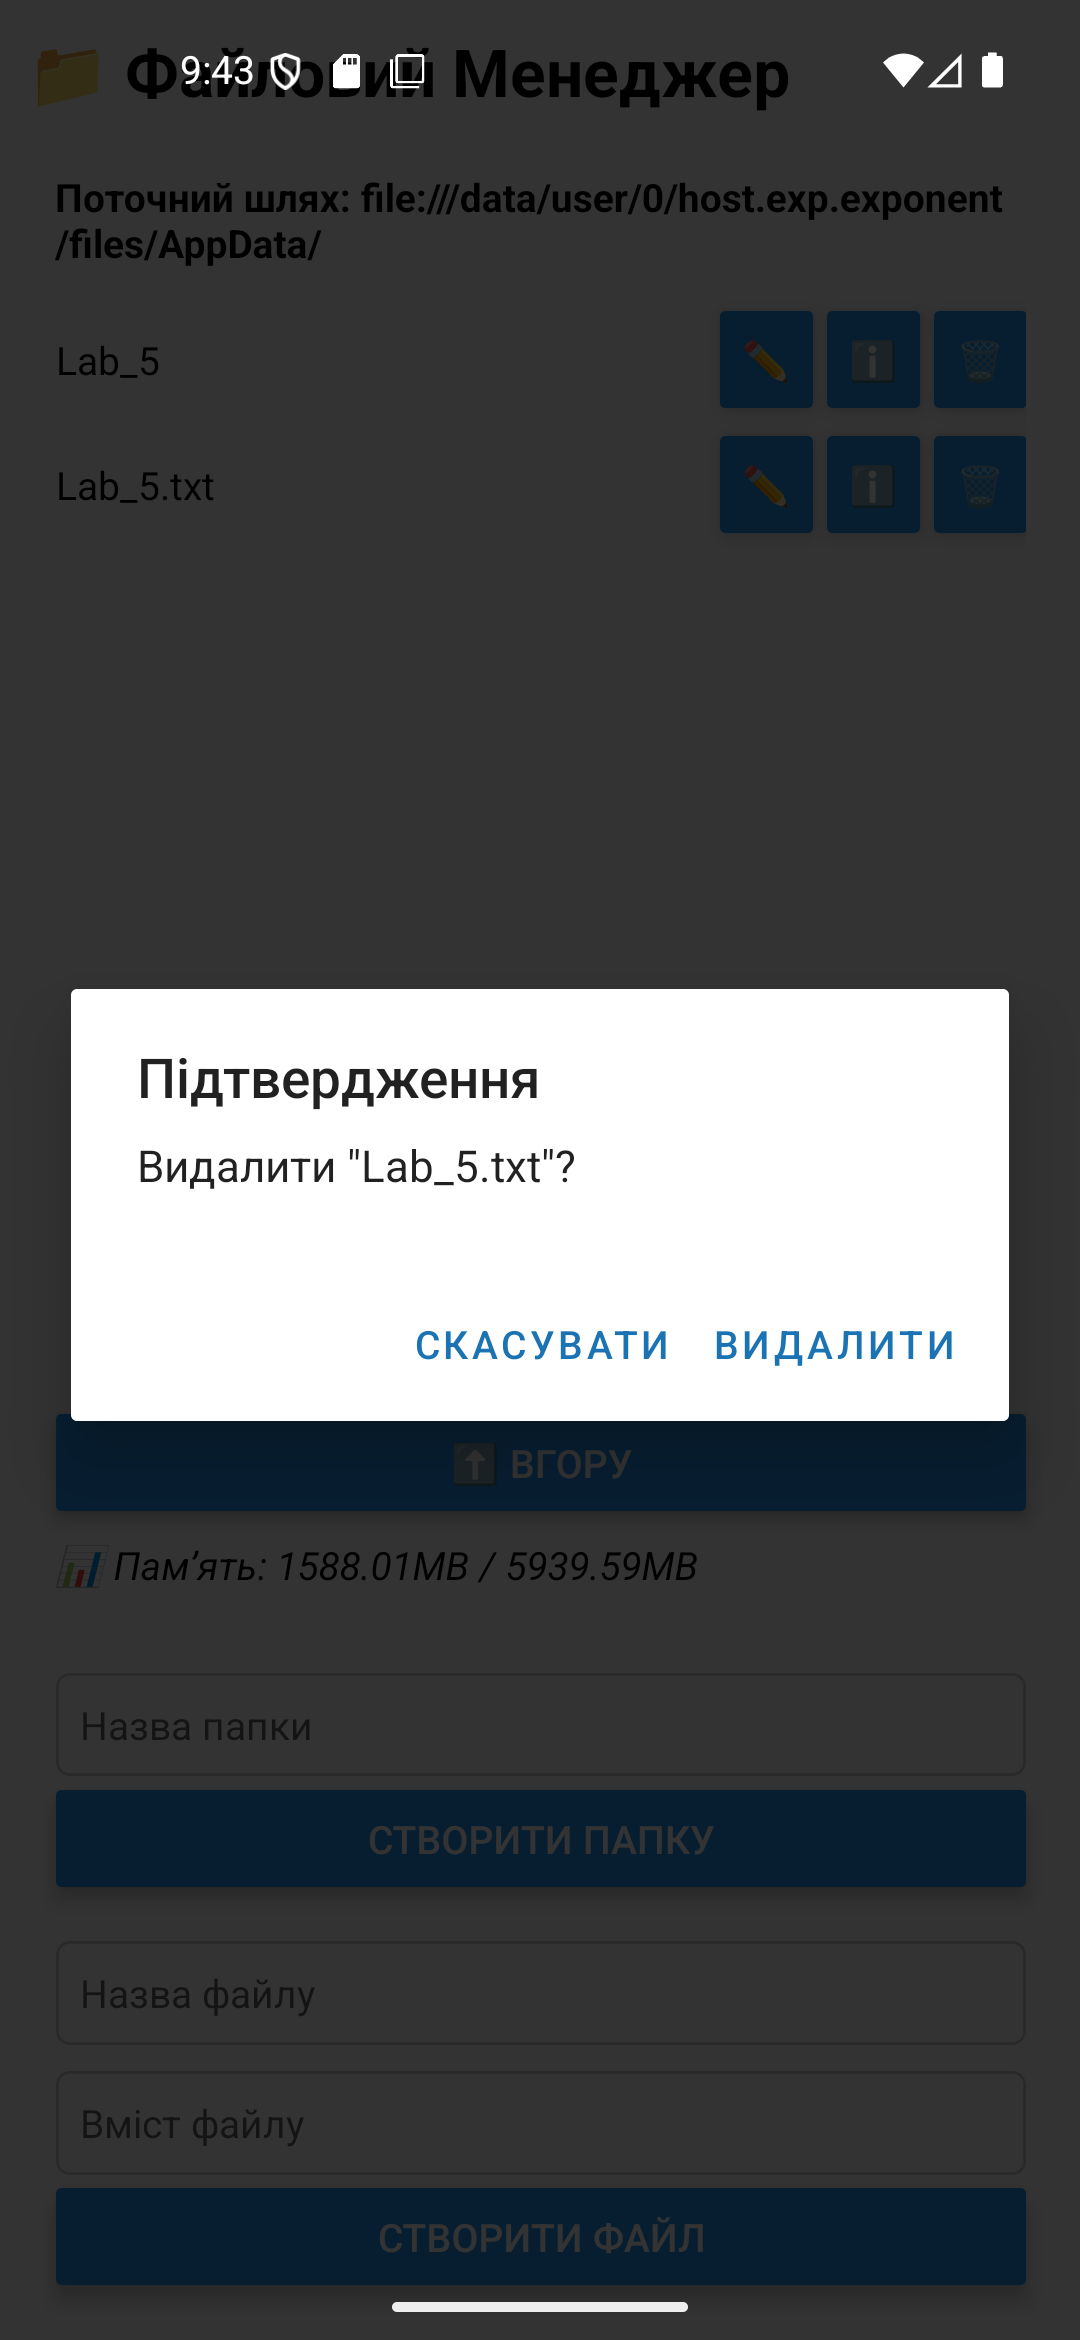 9:43
📁 Файловий Менеджер
Поточний шлях: file:///data/user/0/host.exp.exponent
/files/AppData/
Lab_5
Lab_5.txt
Підтвердження
Видалити "Lab_5.txt"?
СКАСУВАТИ ВИДАЛИТИ
⬆️ ВГОРУ
📊 Пам’ять: 1588.01MB / 5939.59MB
Назва папки
СТВОРИТИ ПАПКУ
Назва файлу
Вміст файлу
СТВОРИТИ ФАЙЛ